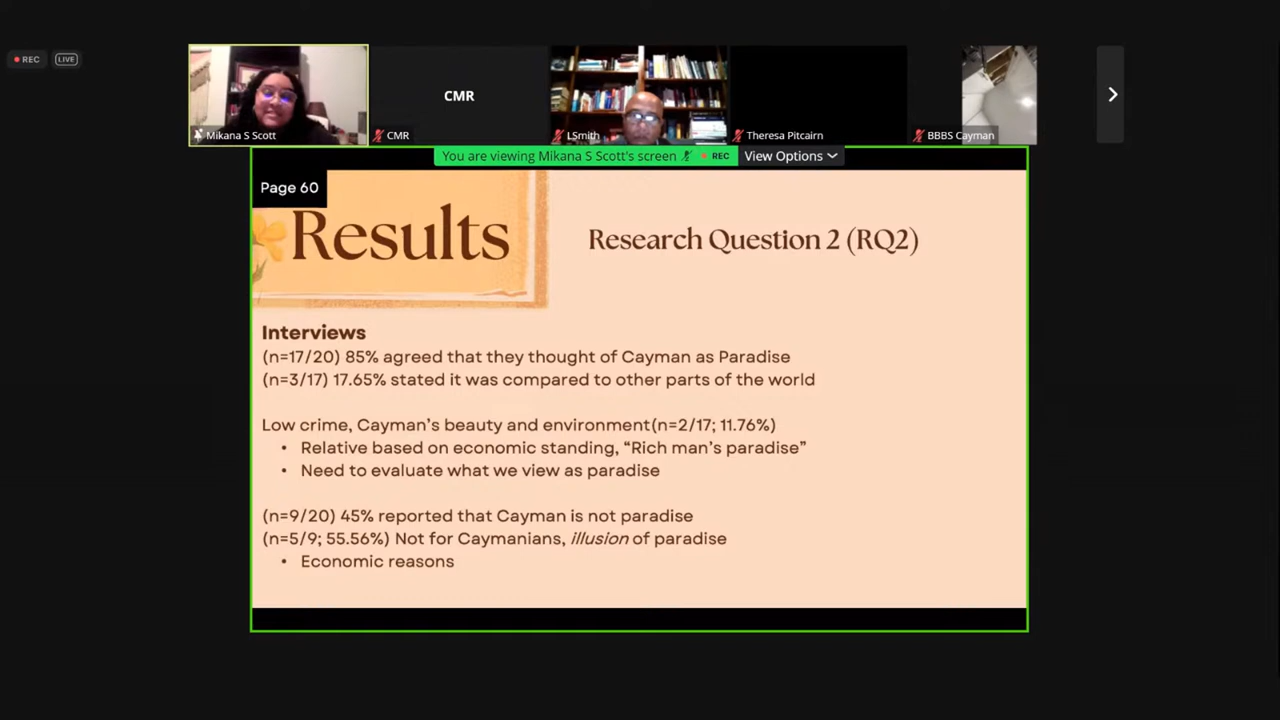 REC
LIVE
CMR
Mikana S Scott
CMR
LSmith
Theresa Pitcairn
BBBS Cayman
You are viewing Mikana S Scott's screen
REC
View Options
Page 60
Results
Research Question 2 (RQ2)
Interviews
(n=17/20) 85% agreed that they thought of Cayman as Paradise
(n=3/17) 17.65% stated it was compared to other parts of the world
Low crime, Cayman's beauty and environment(n=2/17; 11.76%)
• Relative based on economic standing, “Rich man's paradise”
• Need to evaluate what we view as paradise
(n=9/20) 45% reported that Cayman is not paradise
(n=5/9; 55.56%) Not for Caymanians, illusion of paradise
• Economic reasons